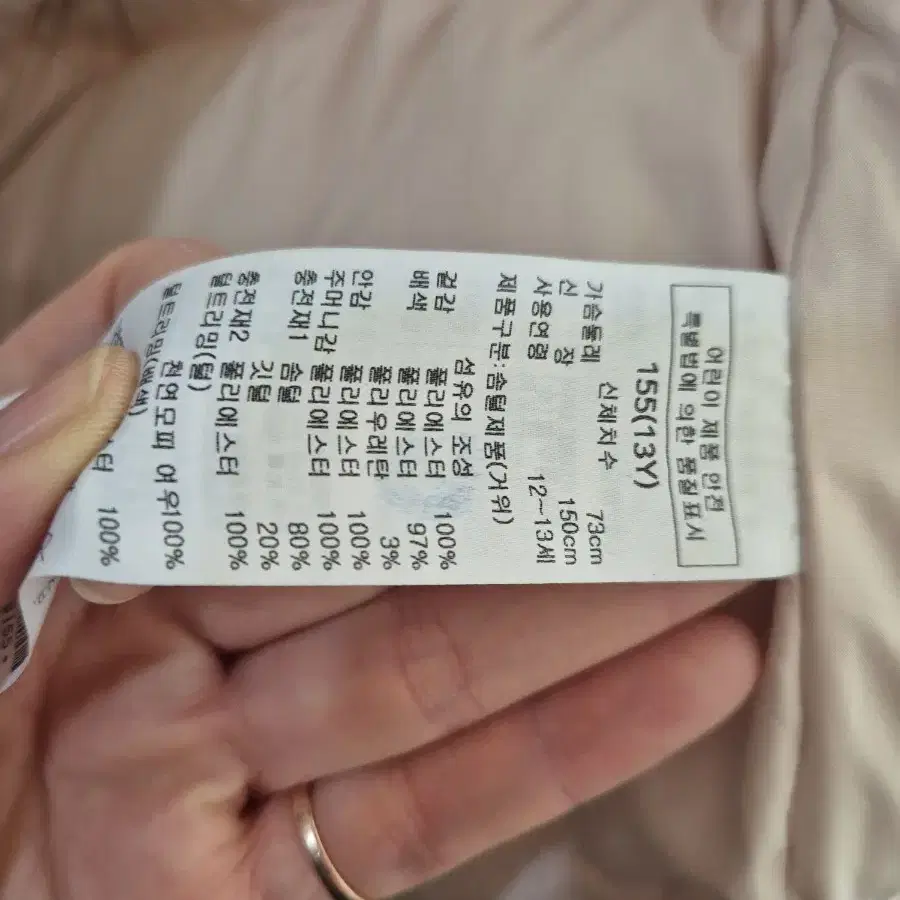 어린이 제품 안전
특별법에 의한 품질표시
155(13Y)
신체치수
가슴둘레 73cm
신 장 150cm
사용연령 12~13세
제품구분:솜털제품(거위)
섬유의 조성
겉감 폴리에스터 100%
배색 폴리에스터 97%
폴리우레탄 3%
안감 폴리에스터 100%
주머니감 폴리에스터 100%
충전재1 솜털 80%
깃털 20%
충전재2 폴리에스터 100%
털트리밍(털)
천연모피 여우100%
털트리밍(배색)
100%